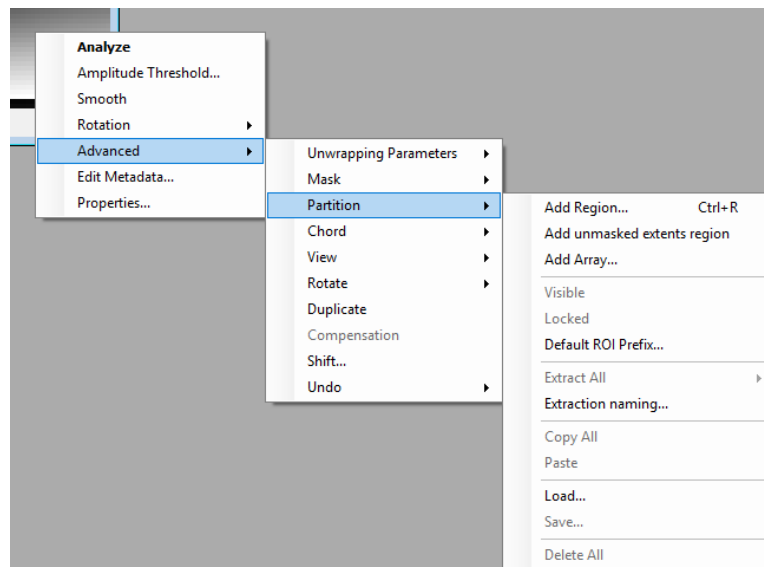 Analyze
Amplitude Threshold...
Smooth
Rotation
Advanced
Edit Metadata...
Properties...
Unwrapping Parameters
Mask
Partition
Chord
View
Rotate
Duplicate
Compensation
Shift...
Undo
Add Region... Ctrl+R
Add unmasked extents region
Add Array...
Visible
Locked
Default ROI Prefix...
Extract All
Extraction naming...
Copy All
Paste
Load...
Save...
Delete All